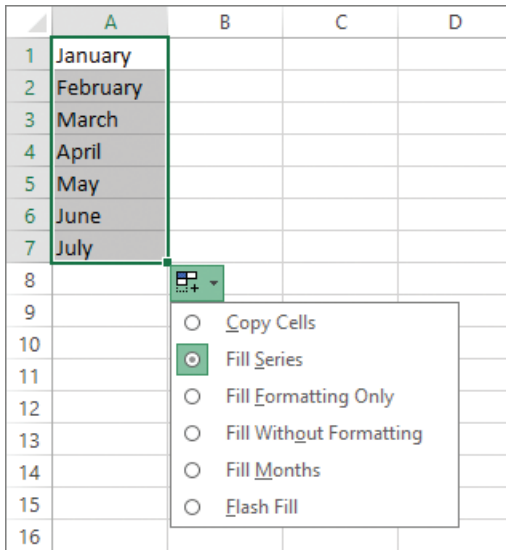 A B C D
1 January
2 February
3 March
4 April
5 May
6 June
7 July
8
9
Copy Cells
10
Fill Series
11
Fill Formatting Only
12
13
Fill Without Formatting
14
Fill Months
15
Flash Fill
16